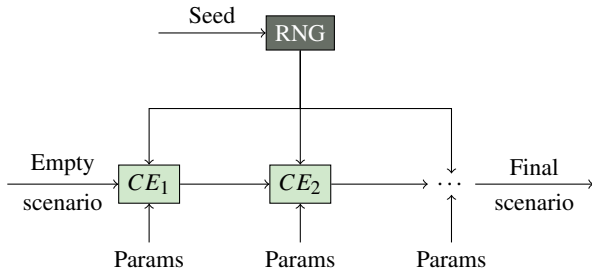 Seed
RNG
Empty
scenario
CE1
CE2
...
Final
scenario
Params
Params
Params